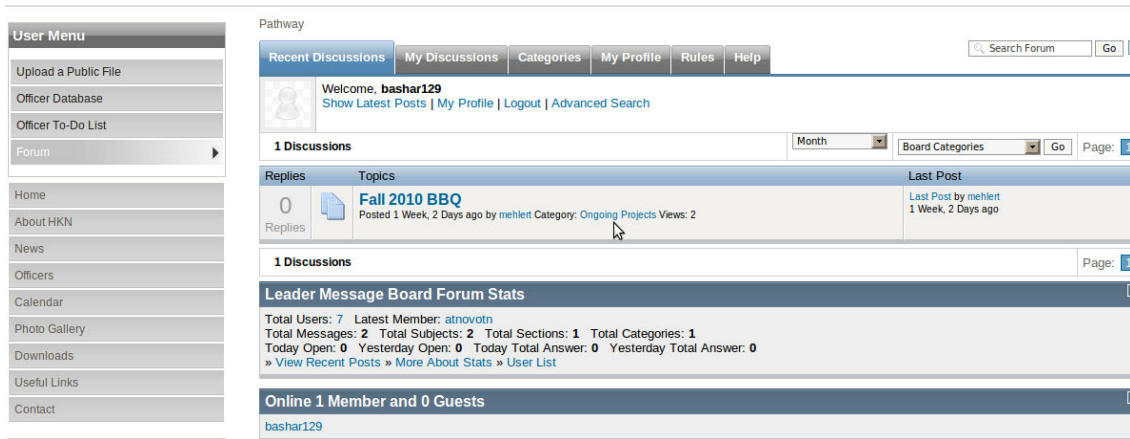 User Menu
Upload a Public File
Officer Database
Officer To-Do List
Forum
Home
About HKN
News
Officers
Calendar
Photo Gallery
Downloads
Useful Links
Contact
Pathway
Recent Discussions My Discussions Categories My Profile Rules Help
Search Forum Go
Welcome, bashar129
Show Latest Posts | My Profile | Logout | Advanced Search
1 Discussions Month Board Categories Go Page: 1
Replies Topics Last Post
0 Replies
Fall 2010 BBQ
Posted 1 Week, 2 Days ago by mehlert Category: Ongoing Projects Views: 2
Last Post by mehlert
1 Week, 2 Days ago
1 Discussions Page: 1
Leader Message Board Forum Stats
Total Users: 7 Latest Member: atnovotn
Total Messages: 2 Total Subjects: 2 Total Sections: 1 Total Categories: 1
Today Open: 0 Yesterday Open: 0 Today Total Answer: 0 Yesterday Total Answer: 0
» View Recent Posts » More About Stats » User List
Online 1 Member and 0 Guests
bashar129